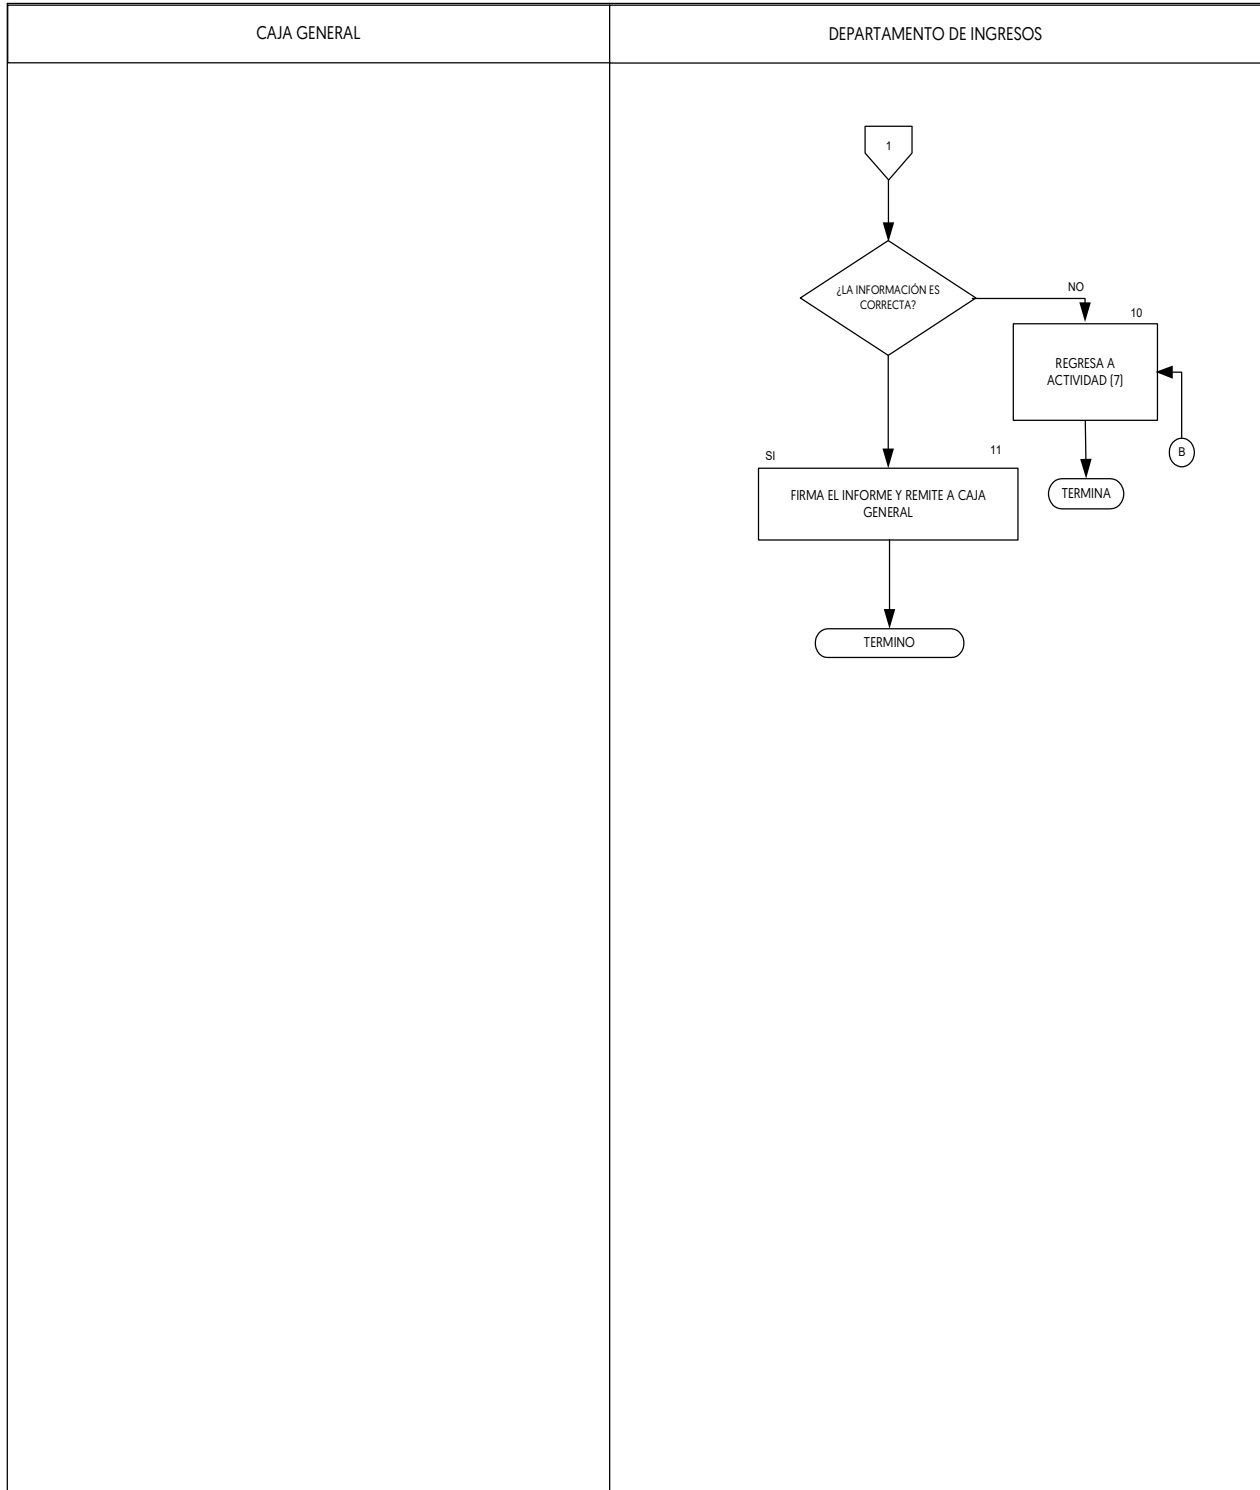 CAJA GENERAL
DEPARTAMENTO DE INGRESOS
1
¿LA INFORMACIÓN ES
CORRECTA?
NO
10
REGRESA A
ACTIVIDAD (7)
B
TERMINA
SI
11
FIRMA EL INFORME Y REMITE A CAJA
GENERAL
TERMINO